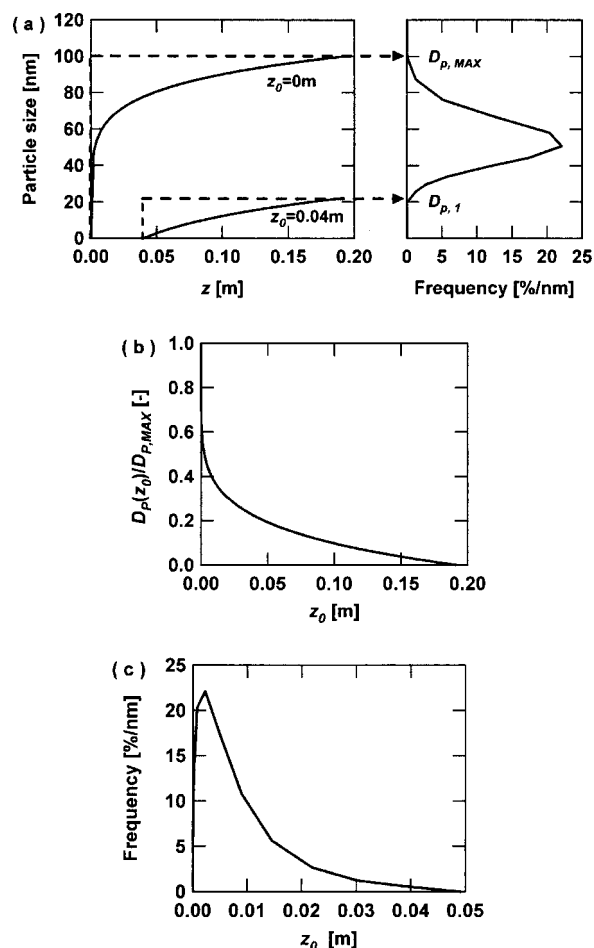 ( a )
120
100
80
60
40
20
0
Particle size [nm]
0.00 0.05 0.10 0.15 0.20
z [m]
z0=0m
z0=0.04m
Dp, MAX
Dp, 1
0 5 10 15 20 25
Frequency [%/nm]
( b )
1.0
0.8
0.6
0.4
0.2
0.0
DP(z0)/DP,MAX [-]
0.00 0.05 0.10 0.15 0.20
z0 [m]
( c )
25
20
15
10
5
0
Frequency [%/nm]
0.00 0.01 0.02 0.03 0.04 0.05
z0 [m]